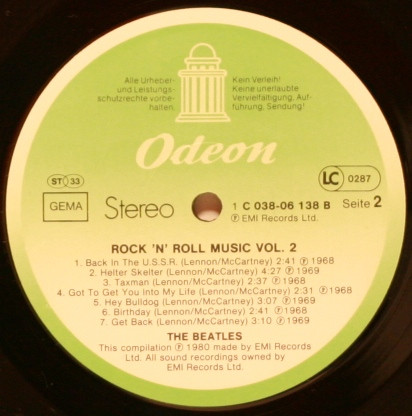 Alle Urheber-
und Leistungs-
schutzrechte vorbe-
halten.
Kein Verleih!
Keine unerlaubte
Vervielfältigung, Auf-
führung, Sendung!
Odeon
ST 33
LC 0287
GEMA
Stereo
1 C 038-06 138 B
Ⓟ EMI Records Ltd.
Seite 2
ROCK 'N' ROLL MUSIC VOL. 2
1. Back In The U.S.S.R. (Lennon/McCartney) 2:41 Ⓟ 1968
2. Helter Skelter (Lennon/McCartney) 4:27 Ⓟ 1969
3. Taxman (Lennon/McCartney) 2:37 Ⓟ 1968
4. Got To Get You Into My Life (Lennon/McCartney) 2:31 Ⓟ 1968
5. Hey Bulldog (Lennon/McCartney) 3:07 Ⓟ 1969
6. Birthday (Lennon/McCartney) 2:41 Ⓟ 1968
7. Get Back (Lennon/McCartney) 3:10 Ⓟ 1969
THE BEATLES
This compilation Ⓟ 1980 made by EMI Records
Ltd. All sound recordings owned by
EMI Records Ltd.